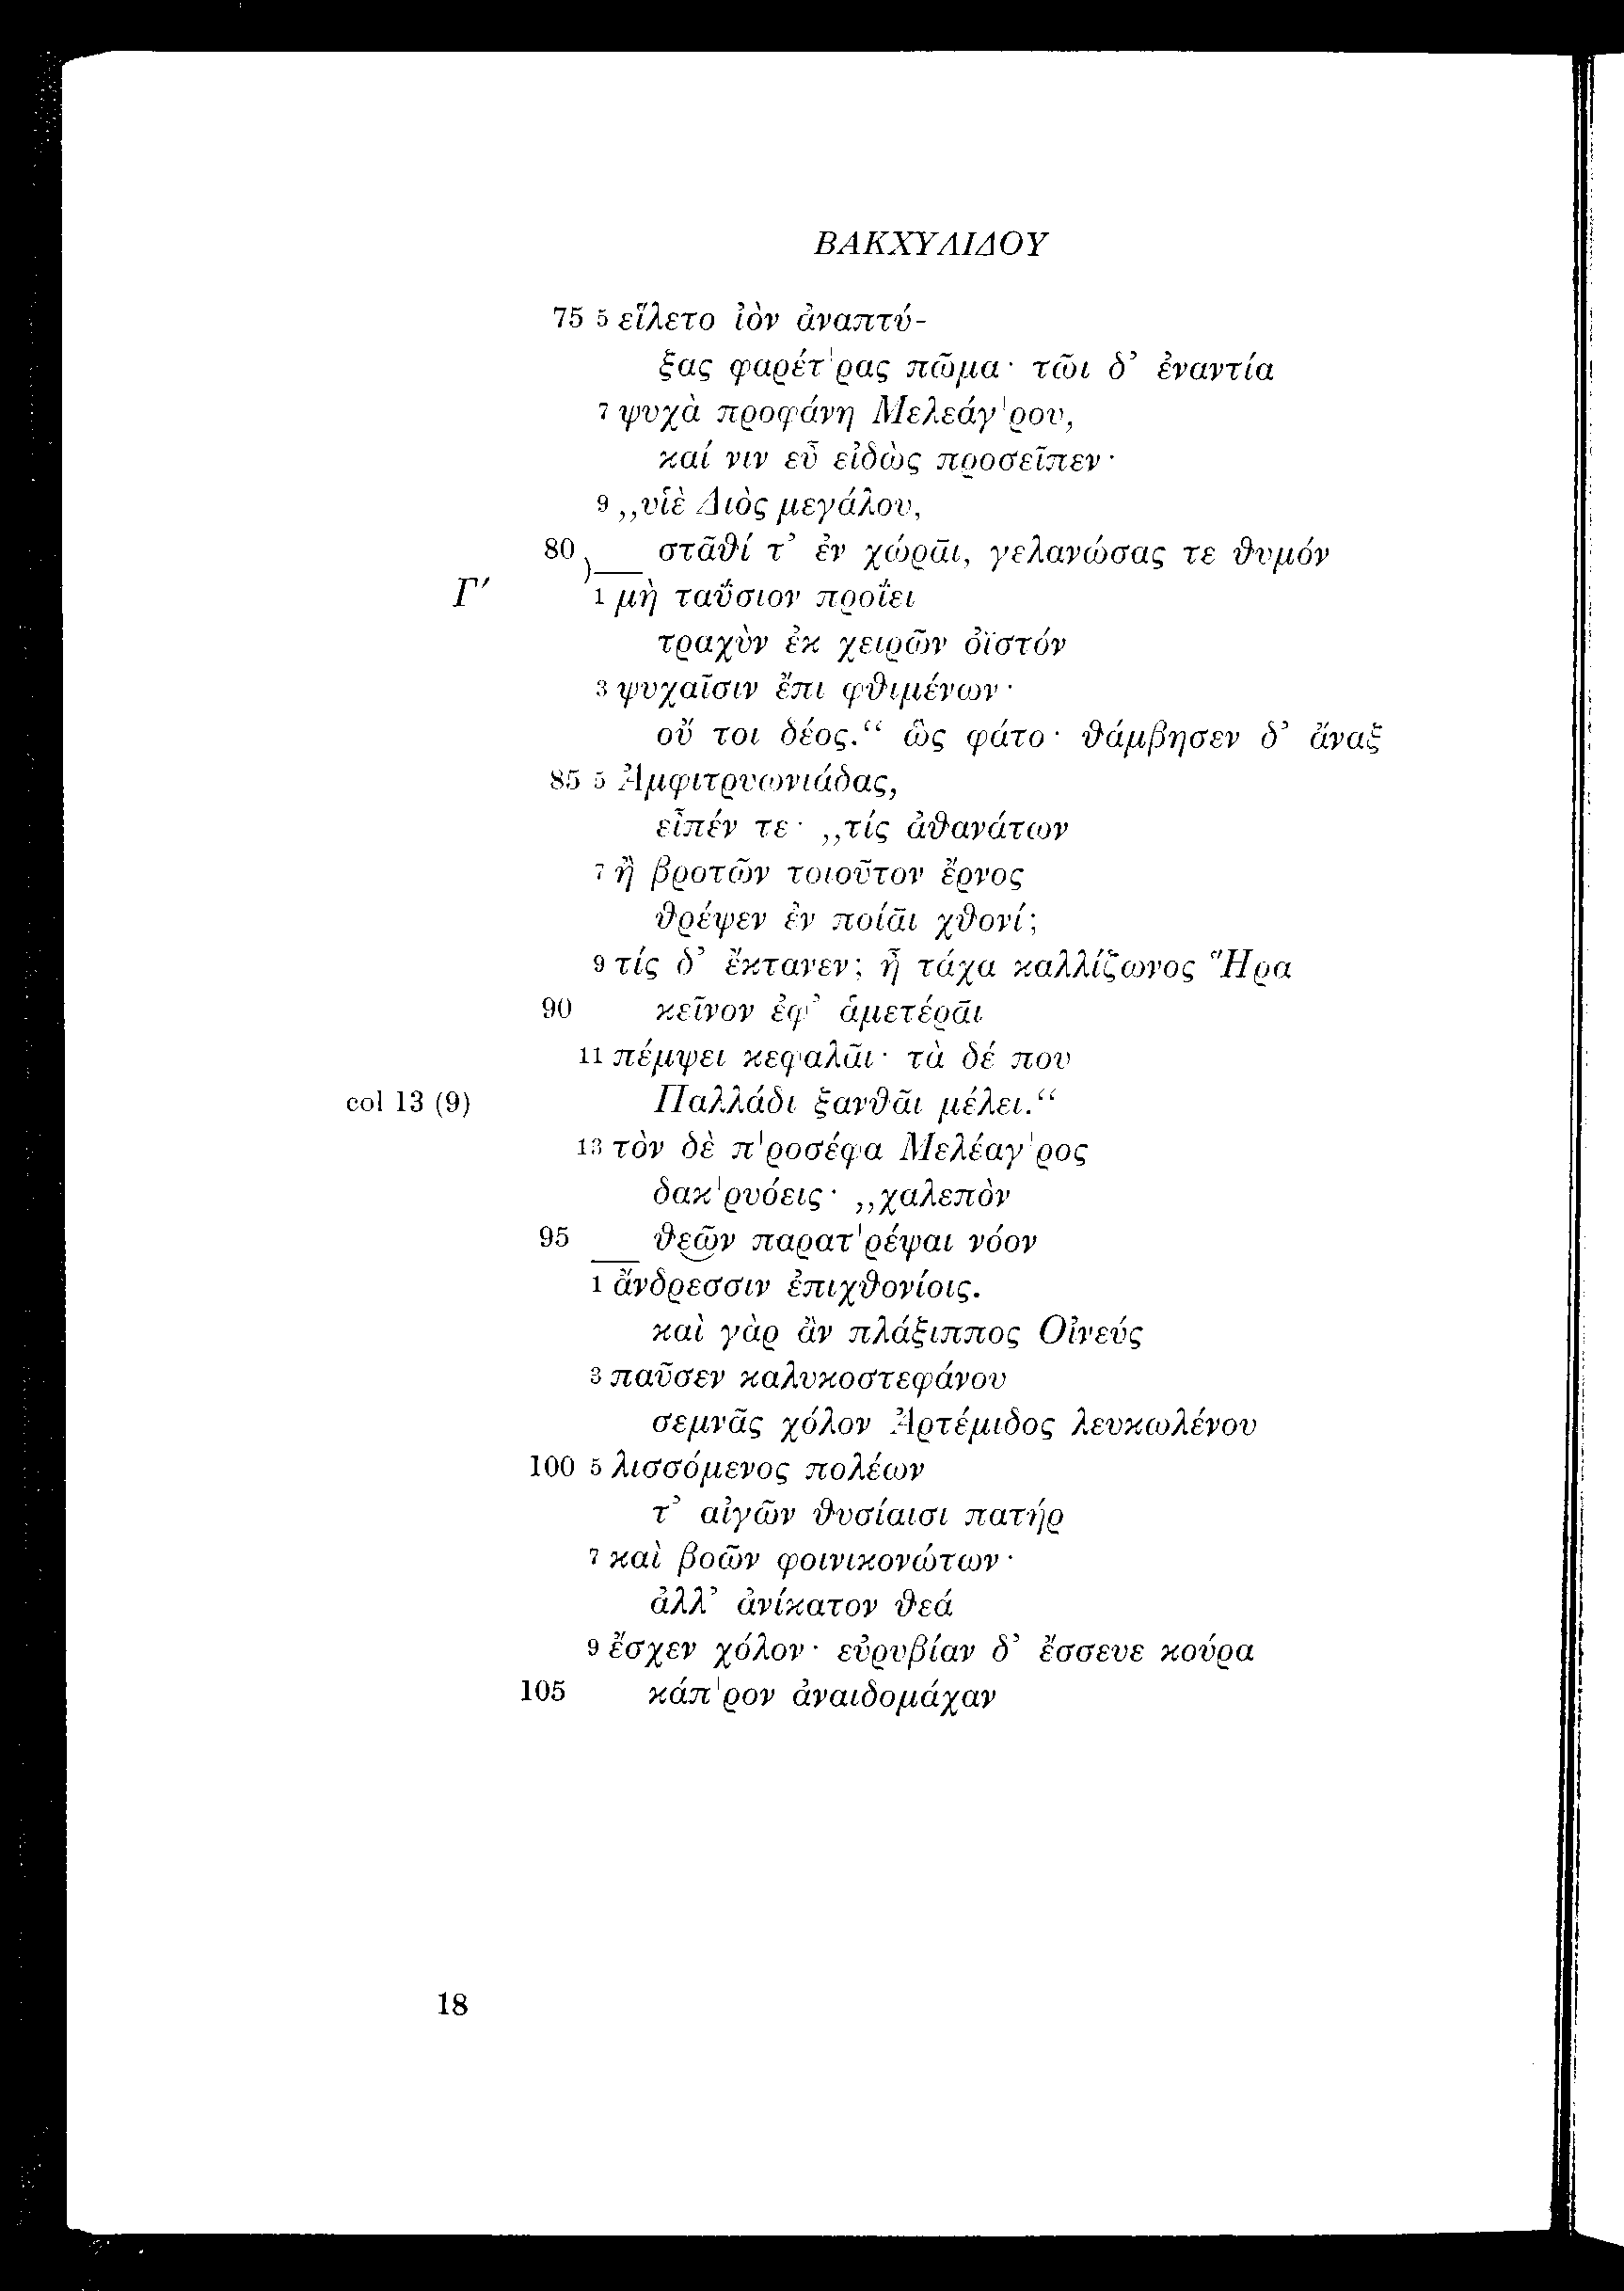 ΒΑΚΧΥΛΙΔΟΥ
75 5 εἵλετο ἰὸν ἀναπτύ-
ξας φαρέτ'ρας πῶμα· τῶι δ' ἐναντία
7 ψυχὰ προφάνη Μελεάγ'ρου,
καί νιν εὖ εἰδὼς προσεῖπεν·
9 „υἱὲ Διὸς μεγάλου,
80 στᾶθί τ' ἐν χώρᾱι, γελανώσας τε θυμόν
Γ' 1 μὴ ταΰσιον προΐει
τραχὺν ἐκ χειρῶν ὀϊστόν
3 ψυχαῖσιν ἔπι φθιμένων·
οὔ τοι δέος.“ ὣς φάτο· θάμβησεν δ' ἄναξ
85 5 Ἀμφιτρυωνιάδας,
εἶπέν τε· „τίς ἀθανάτων
7 ἢ βροτῶν τοιοῦτον ἔρνος
θρέψεν ἐν ποίᾱι χθονί;
9 τίς δ' ἔκτανεν; ἦ τάχα καλλίζωνος Ἥρα
90 κεῖνον ἐφ' ἁμετέρᾱι
11 πέμψει κεφαλᾶι· τὰ δέ που
col 13 (9) Παλλάδι ξανθᾶι μέλει.“
13 τὸν δὲ π'ροσέφα Μελέαγ'ρος
δακ'ρυόεις· „χαλεπὸν
95 θεῶν παρατ'ρέψαι νόον
1 ἄνδρεσσιν ἐπιχθονίοις.
καὶ γὰρ ἂν πλάξιππος Οἰνεύς
3 παῦσεν καλυκοστεφάνου
σεμνᾶς χόλον Ἀρτέμιδος λευκωλένου
100 5 λισσόμενος πολέων
τ' αἰγῶν θυσίαισι πατήρ
7 καὶ βοῶν φοινικονώτων·
ἀλλ' ἀνίκατον θεά
9 ἔσχεν χόλον· εὐρυβίαν δ' ἔσσευε κούρα
105 κάπ'ρον ἀναιδομάχαν
18